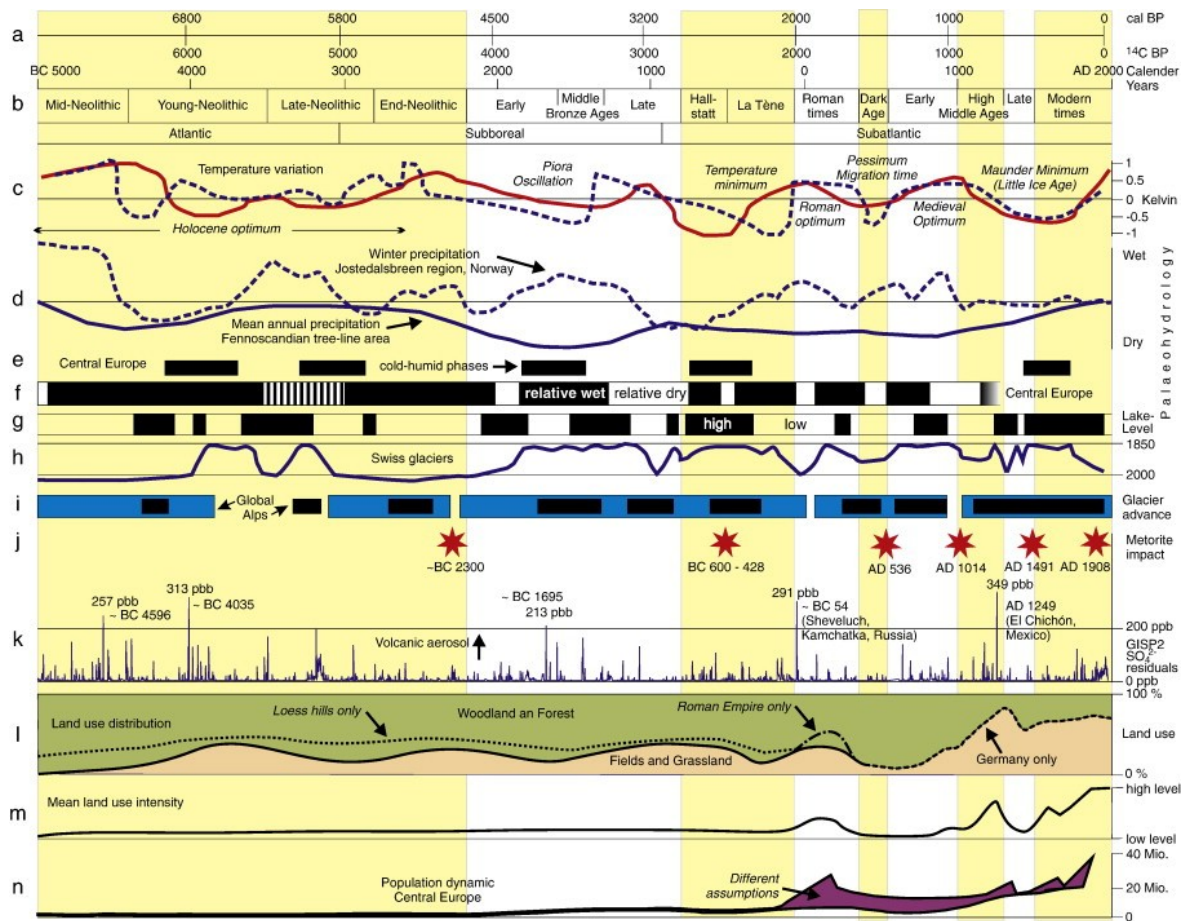 6800 5800 4500 3200 2000 1000 0 cal BP
a
6000 5000 4000 3000 2000 1000 0 14C BP
BC 5000 4000 3000 2000 1000 0 1000 AD 2000 Calender
Years
b
Mid-Neolithic Young-Neolithic Late-Neolithic End-Neolithic Early Middle Late Hall- La Tène Roman Dark Early High Late Modern
Bronze Ages statt times Age Middle Ages times
Atlantic Subboreal Subatlantic
c
Temperature variation
Piora
Oscillation
Temperature
minimum
Pessimum
Migration time
Maunder Minimum
(Little Ice Age)
Roman
optimum
Medieval
Optimum
Holocene optimum
1
0.5
0 Kelvin
-0.5
-1
d
Winter precipitation
Jostedalsbreen region, Norway
Mean annual precipitation
Fennoscandian tree-line area
Wet
Dry
Palaeohydrology
e
Central Europe cold-humid phases
f
relative wet relative dry Central Europe
g
high low Lake-
Level
h
Swiss glaciers
1850
2000
i
Global
Alps
Glacier
advance
j
Metorite
impact
~BC 2300 BC 600 - 428 AD 536 AD 1014 AD 1491 AD 1908
k
257 ppb
~ BC 4596
313 pbb
~ BC 4035
~ BC 1695
213 ppb
291 ppb
~ BC 54
(Sheveluch,
Kamchatka, Russia)
349 ppb
AD 1249
(El Chichón,
Mexico)
Volcanic aerosol
200 ppb
GISP2
SO42-
residuals
0 ppb
l
Land use distribution
Loess hills only
Woodland an Forest
Roman Empire only
Fields and Grassland
Germany only
100 %
Land use
0 %
m
Mean land use intensity
high level
low level
n
Population dynamic
Central Europe
Different
assumptions
40 Mio.
20 Mio.
0